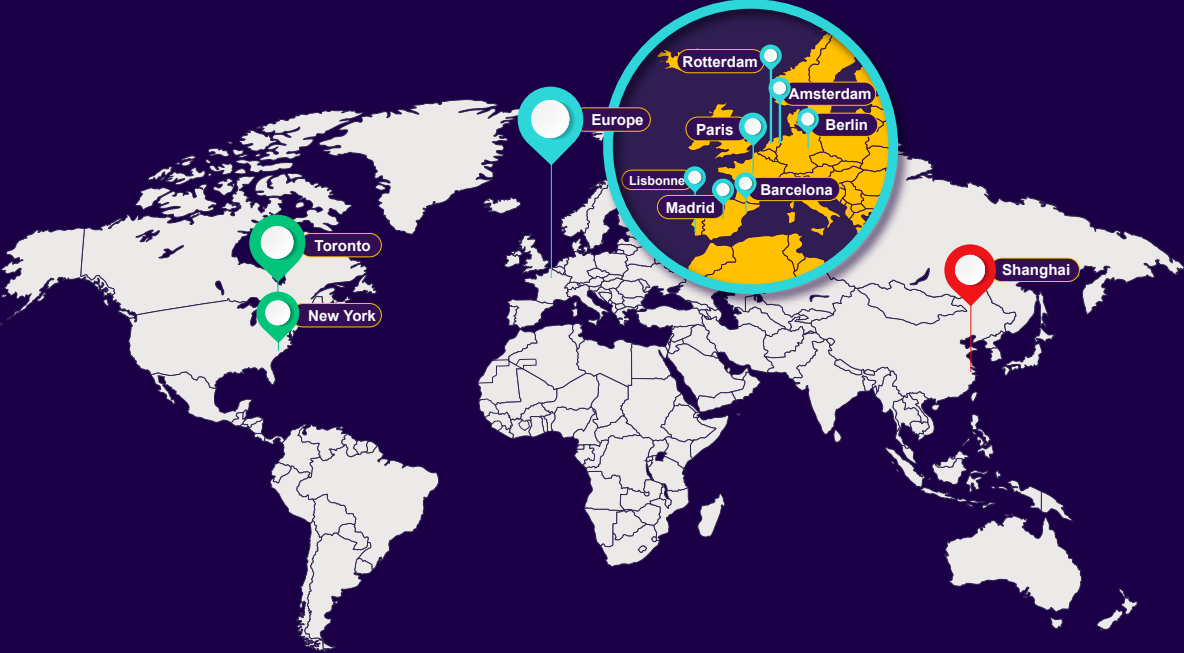 Rotterdam
Amsterdam
Europe
Paris
Berlin
Lisbonne
Barcelona
Madrid
Toronto
Shanghai
New York